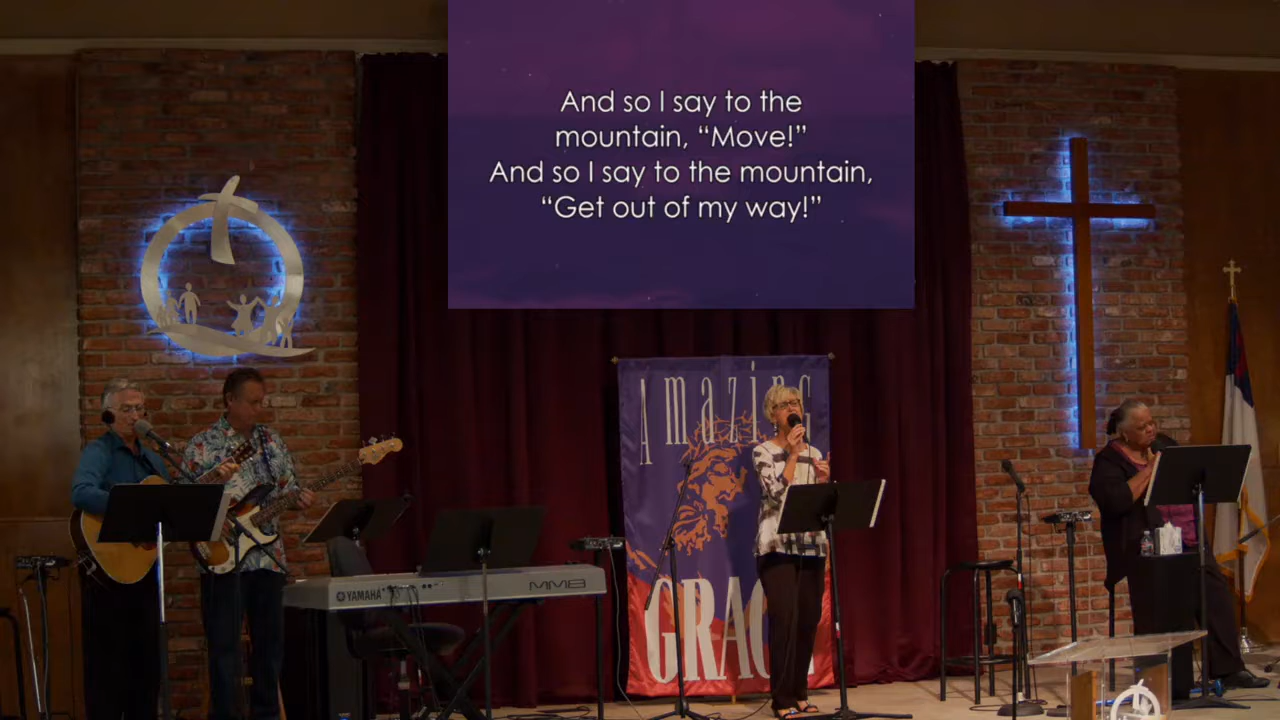 And so I say to the
mountain, “Move!”
And so I say to the mountain,
“Get out of my way!”
Amazing
GRAC
YAMAHA
MM8